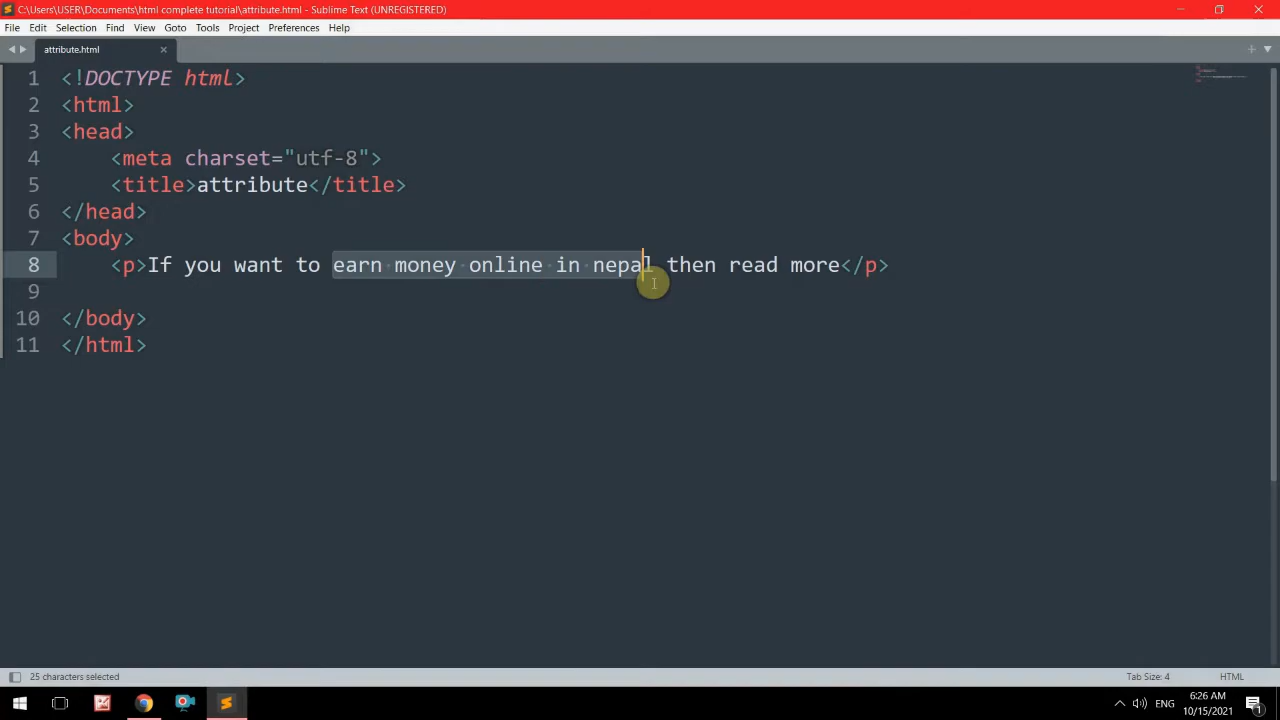 C:\Users\USER\Documents\html complete tutorial\attribute.html - Sublime Text (UNREGISTERED)
File Edit Selection Find View Goto Tools Project Preferences Help
attribute.html
1 <!DOCTYPE html>
2 <html>
3 <head>
4 <meta charset="utf-8">
5 <title>attribute</title>
6 </head>
7 <body>
8 <p>If you want to earn money online in nepal then read more</p>
9
10 </body>
11 </html>
25 characters selected
Tab Size: 4
HTML
ENG
6:26 AM
10/15/2021
1